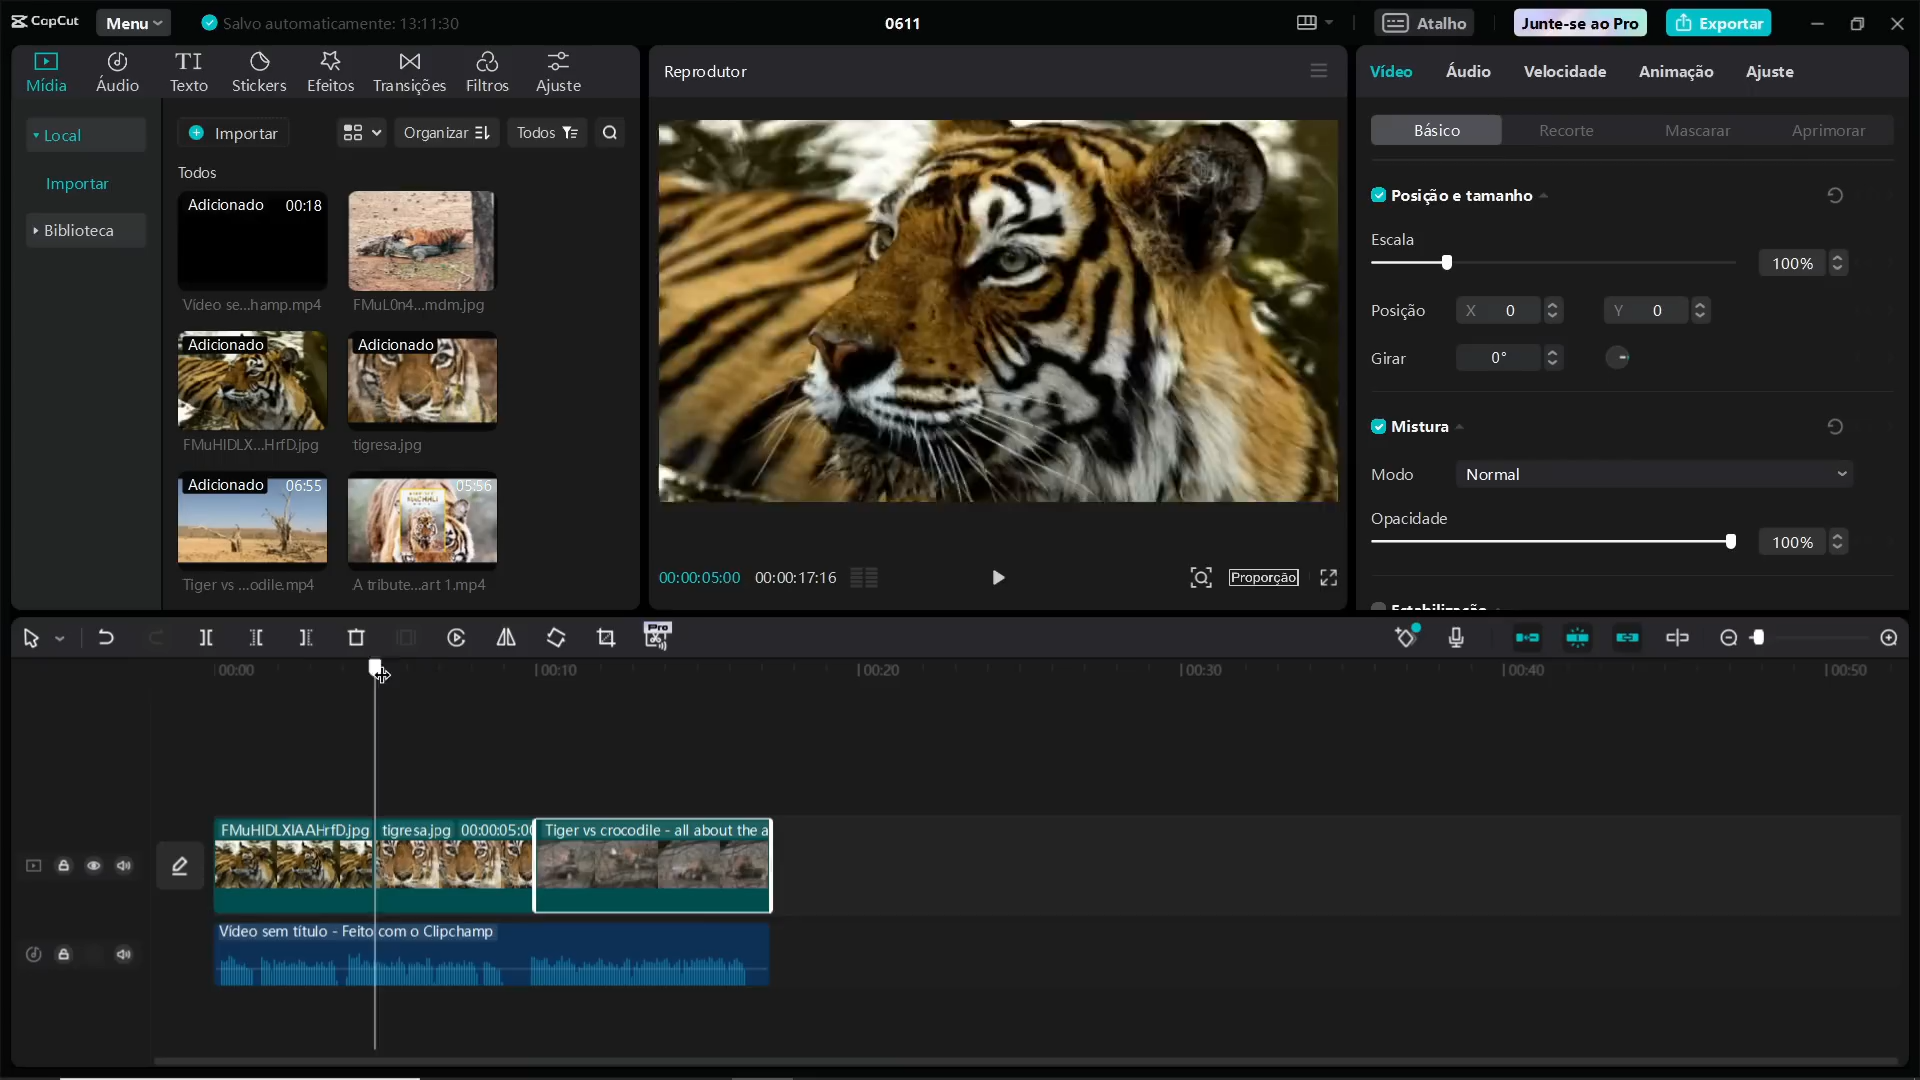 CapCut
Menu
Salvo automaticamente: 13:11:30
0611
Atalho
Junte-se ao Pro
Exportar
Mídia
Áudio
Texto
Stickers
Efeitos
Transições
Filtros
Ajuste
Local
Importar
Biblioteca
Importar
Organizar
Todos
Todos
Adicionado 00:18
Vídeo se...hamp.mp4
FMuL0n4...mdm.jpg
Adicionado
FMuHIDLX...HrfD.jpg
Adicionado
tigresa.jpg
Adicionado 06:55
Tiger vs ...odile.mp4
05:56
A tribute...art 1.mp4
Reprodutor
00:00:05:00 00:00:17:16
Proporção
Vídeo
Áudio
Velocidade
Animação
Ajuste
Básico
Recorte
Mascarar
Aprimorar
Posição e tamanho
Escala
100%
Posição X 0 Y 0
Girar 0°
Mistura
Modo Normal
Opacidade
100%
Estabilização
Pro
00:00 00:10 00:20 00:30 00:40 00:50
FMuHIDLXIAAHrfD.jpg
tigresa.jpg 00:00:05:00
Tiger vs crocodile - all about the a
Vídeo sem título - Feito com o Clipchamp